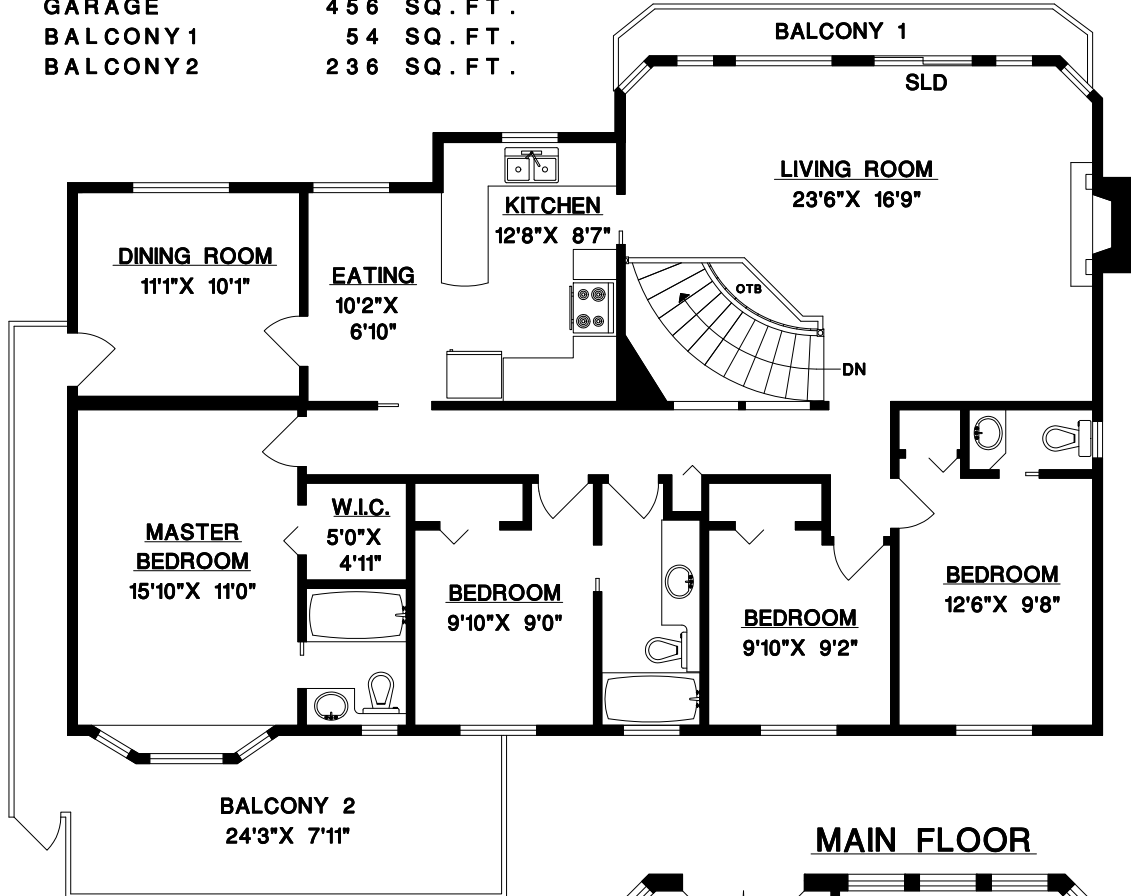 GARAGE 456 SQ.FT.
BALCONY1 54 SQ.FT.
BALCONY2 236 SQ.FT.
BALCONY 1
SLD
LIVING ROOM
23'6"X 16'9"
KITCHEN
12'8"X 8'7"
DINING ROOM
11'1"X 10'1"
EATING
10'2"X
6'10"
OTB
DN
MASTER
BEDROOM
15'10"X 11'0"
W.I.C.
5'0"X
4'11"
BEDROOM
9'10"X 9'0"
BEDROOM
9'10"X 9'2"
BEDROOM
12'6"X 9'8"
BALCONY 2
24'3"X 7'11"
MAIN FLOOR